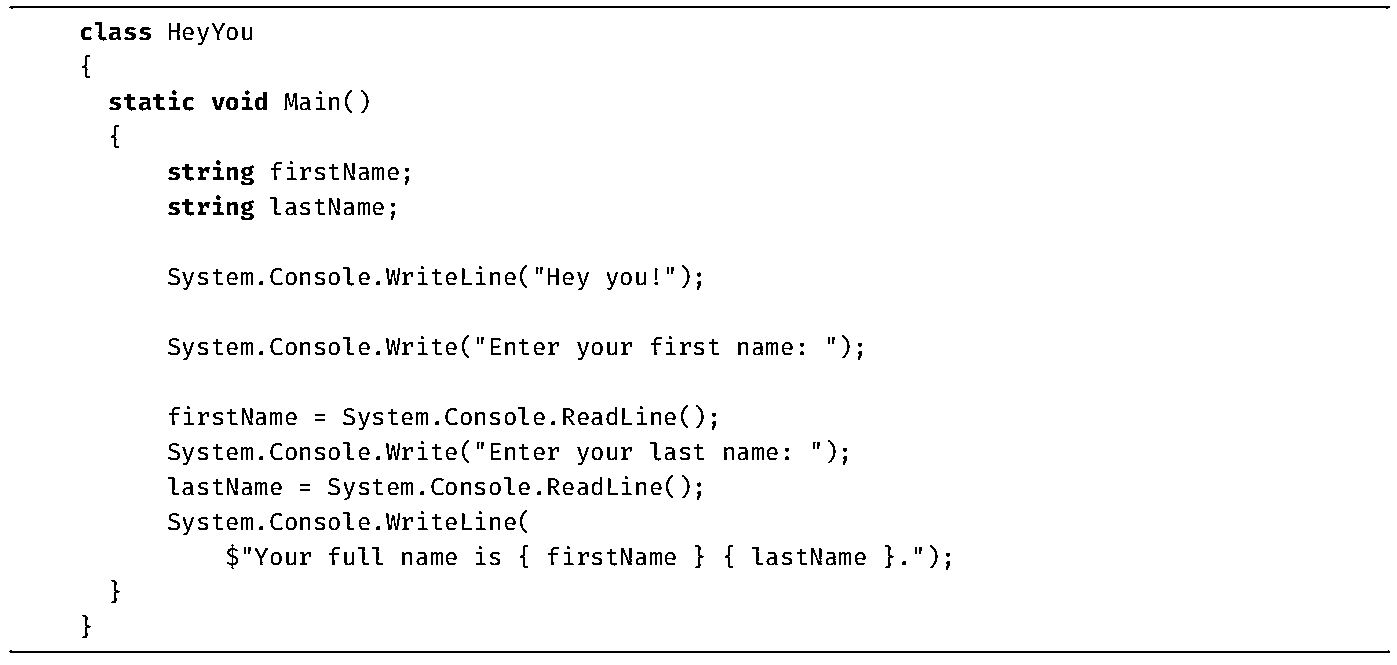 class HeyYou
{
  static void Main()
  {
      string firstName;
      string lastName;

      System.Console.WriteLine("Hey you!");

      System.Console.Write("Enter your first name: ");

      firstName = System.Console.ReadLine();
      System.Console.Write("Enter your last name: ");
      lastName = System.Console.ReadLine();
      System.Console.WriteLine(
          $"Your full name is { firstName } { lastName }.");
  }
}